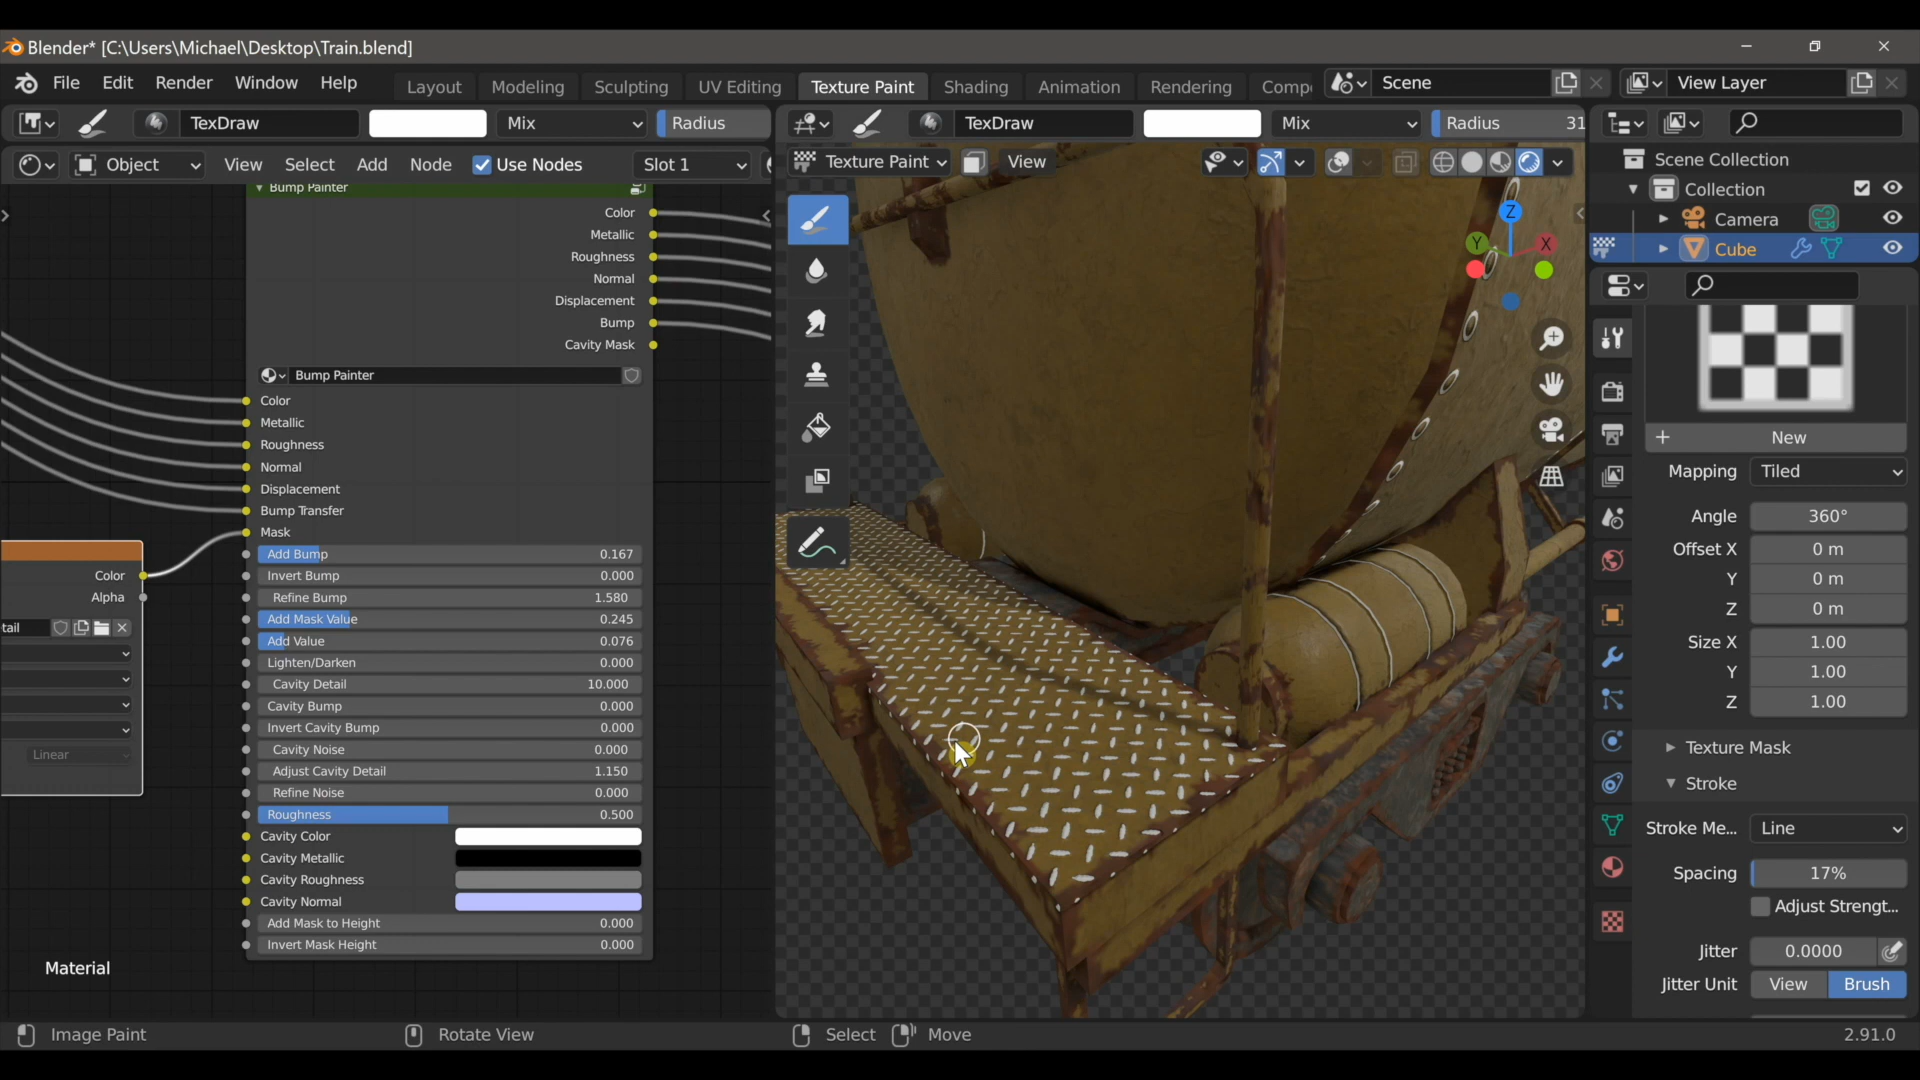 Blender* [C:\Users\Michael\Desktop\Train.blend]
File Edit Render Window Help Layout Modeling Sculpting UV Editing Texture Paint Shading Animation Rendering Comp Scene View Layer
TexDraw Mix Radius TexDraw Mix Radius 31
Object View Select Add Node Use Nodes Slot 1 Texture Paint View
Scene Collection
Collection
Camera
Cube
Bump Painter
Color
Metallic
Roughness
Normal
Displacement
Bump
Cavity Mask
Bump Painter
Color
Metallic
Roughness
Normal
Displacement
Bump Transfer
Mask
Add Bump 0.167
Invert Bump 0.000
Refine Bump 1.580
Add Mask Value 0.245
Add Value 0.076
Lighten/Darken 0.000
Cavity Detail 10.000
Cavity Bump 0.000
Invert Cavity Bump 0.000
Cavity Noise 0.000
Adjust Cavity Detail 1.150
Refine Noise 0.000
Roughness 0.500
Cavity Color
Cavity Metallic
Cavity Roughness
Cavity Normal
Add Mask to Height 0.000
Invert Mask Height 0.000
Color
Alpha
tail
Linear
Material
Z
Y X
New
Mapping Tiled
Angle 360°
Offset X 0 m
Y 0 m
Z 0 m
Size X 1.00
Y 1.00
Z 1.00
Texture Mask
Stroke
Stroke Me... Line
Spacing 17%
Adjust Strengt...
Jitter 0.0000
Jitter Unit View Brush
Image Paint Rotate View Select Move 2.91.0